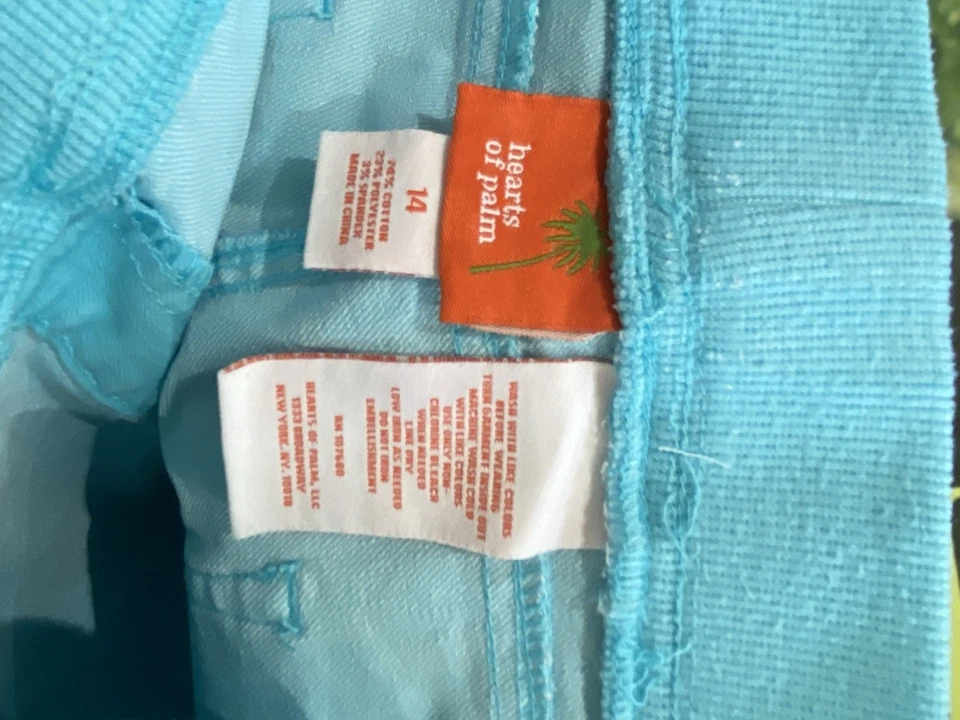 hearts
of palm
14
74% COTTON
23% POLYESTER
3% SPANDEX
MADE IN CHINA
WASH WITH LIKE COLORS
BEFORE WEARING
TURN GARMENT INSIDE OUT
MACHINE WASH COLD
WITH LIKE COLORS
USE ONLY NON-
CHLORINE BLEACH
WHEN NEEDED
LINE DRY
LOW IRON AS NEEDED
DO NOT IRON
EMBELLISHMENT
RN 107640
HEARTS OF PALM, LLC
1333 BROADWAY
NEW YORK, NY. 10018